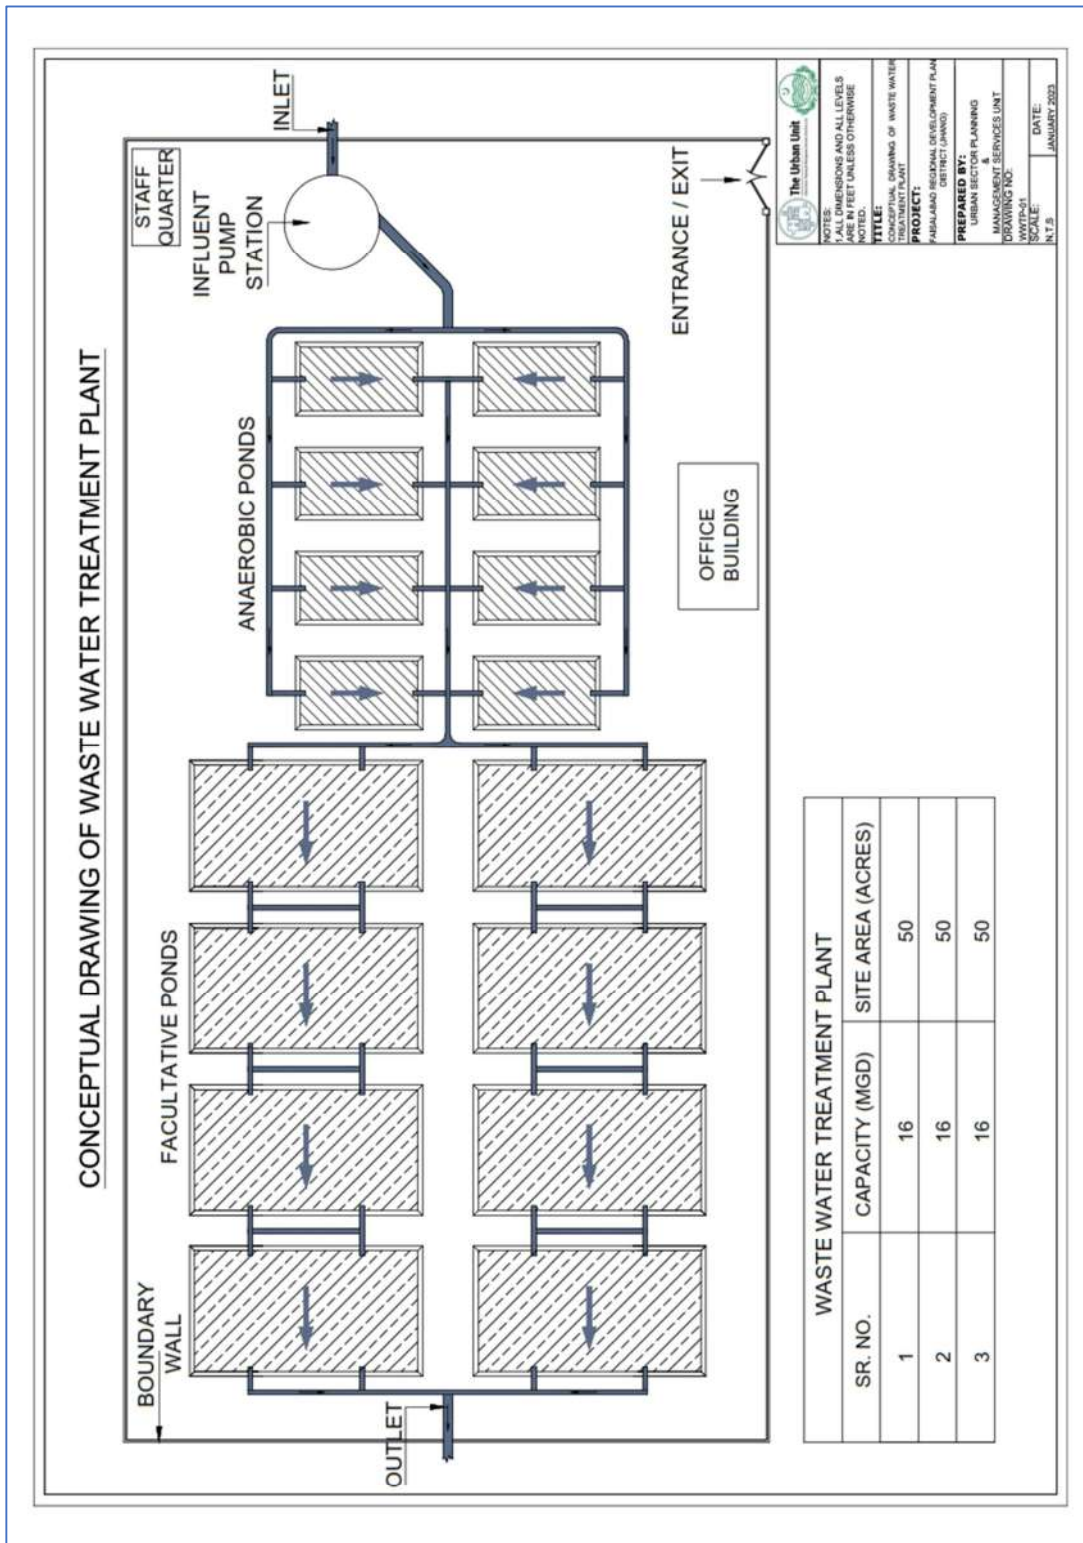 CONCEPTUAL DRAWING OF WASTE WATER TREATMENT PLANT
BOUNDARY
WALL
FACULTATIVE PONDS
ANAEROBIC PONDS
INFLUENT
PUMP
STATION
STAFF
QUARTER
INLET
OUTLET
OFFICE
BUILDING
ENTRANCE / EXIT
WASTE WATER TREATMENT PLANT
SR. NO. CAPACITY (MGD) SITE AREA (ACRES)
1 16 50
2 16 50
3 16 50
The Urban Unit
NOTES:
1.ALL DIMENSIONS AND ALL LEVELS
ARE IN FEET UNLESS OTHERWISE
NOTED.
TITLE:
CONCEPTUAL DRAWING OF WASTE WATER
TREATMENT PLANT
PROJECT:
FAISALABAD REGIONAL DEVELOPMENT PLAN
DISTRICT (JHANG)
PREPARED BY:
URBAN SECTOR PLANNING
&
MANAGEMENT SERVICES UNIT
DRAWING NO:
WWTP-01
SCALE: DATE:
N.T.S JANUARY 2023